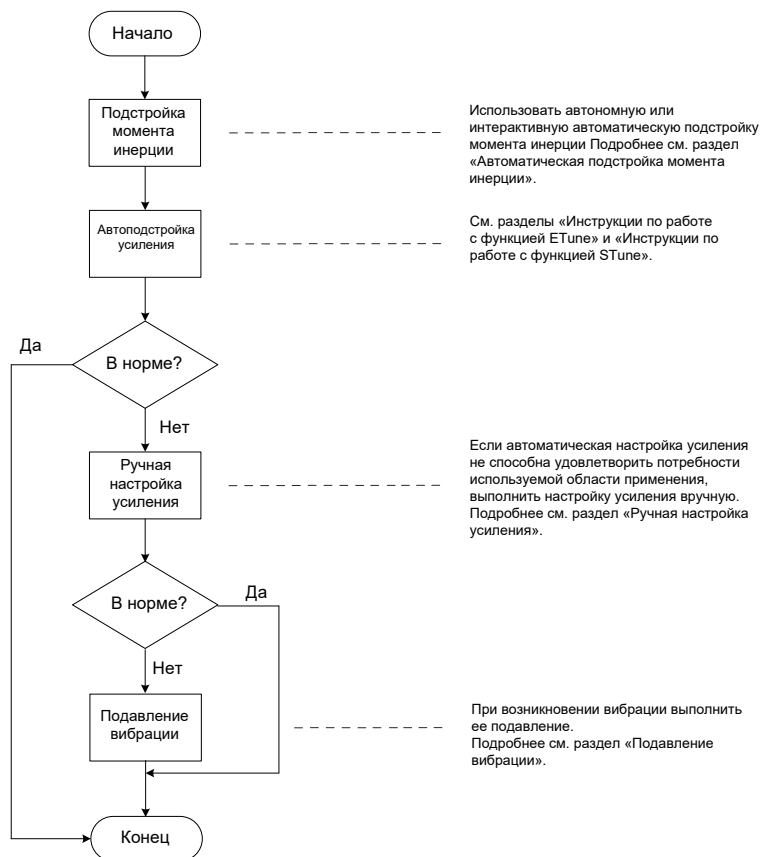 Начало
Подстройка
момента
инерции
Использовать автономную или
интерактивную автоматическую подстройку
момента инерции Подробнее см. раздел
«Автоматическая подстройка момента
инерции».
Автоподстройка
усиления
См. разделы «Инструкции по работе
с функцией ETune» и «Инструкции по
работе с функцией STune».
Да
В норме?
Нет
Ручная
настройка
усиления
Если автоматическая настройка усиления
не способна удовлетворить потребности
используемой области применения,
выполнить настройку усиления вручную.
Подробнее см. раздел «Ручная настройка
усиления».
Да
В норме?
Нет
Подавление
вибрации
При возникновении вибрации выполнить
ее подавление.
Подробнее см. раздел «Подавление
вибрации».
Конец